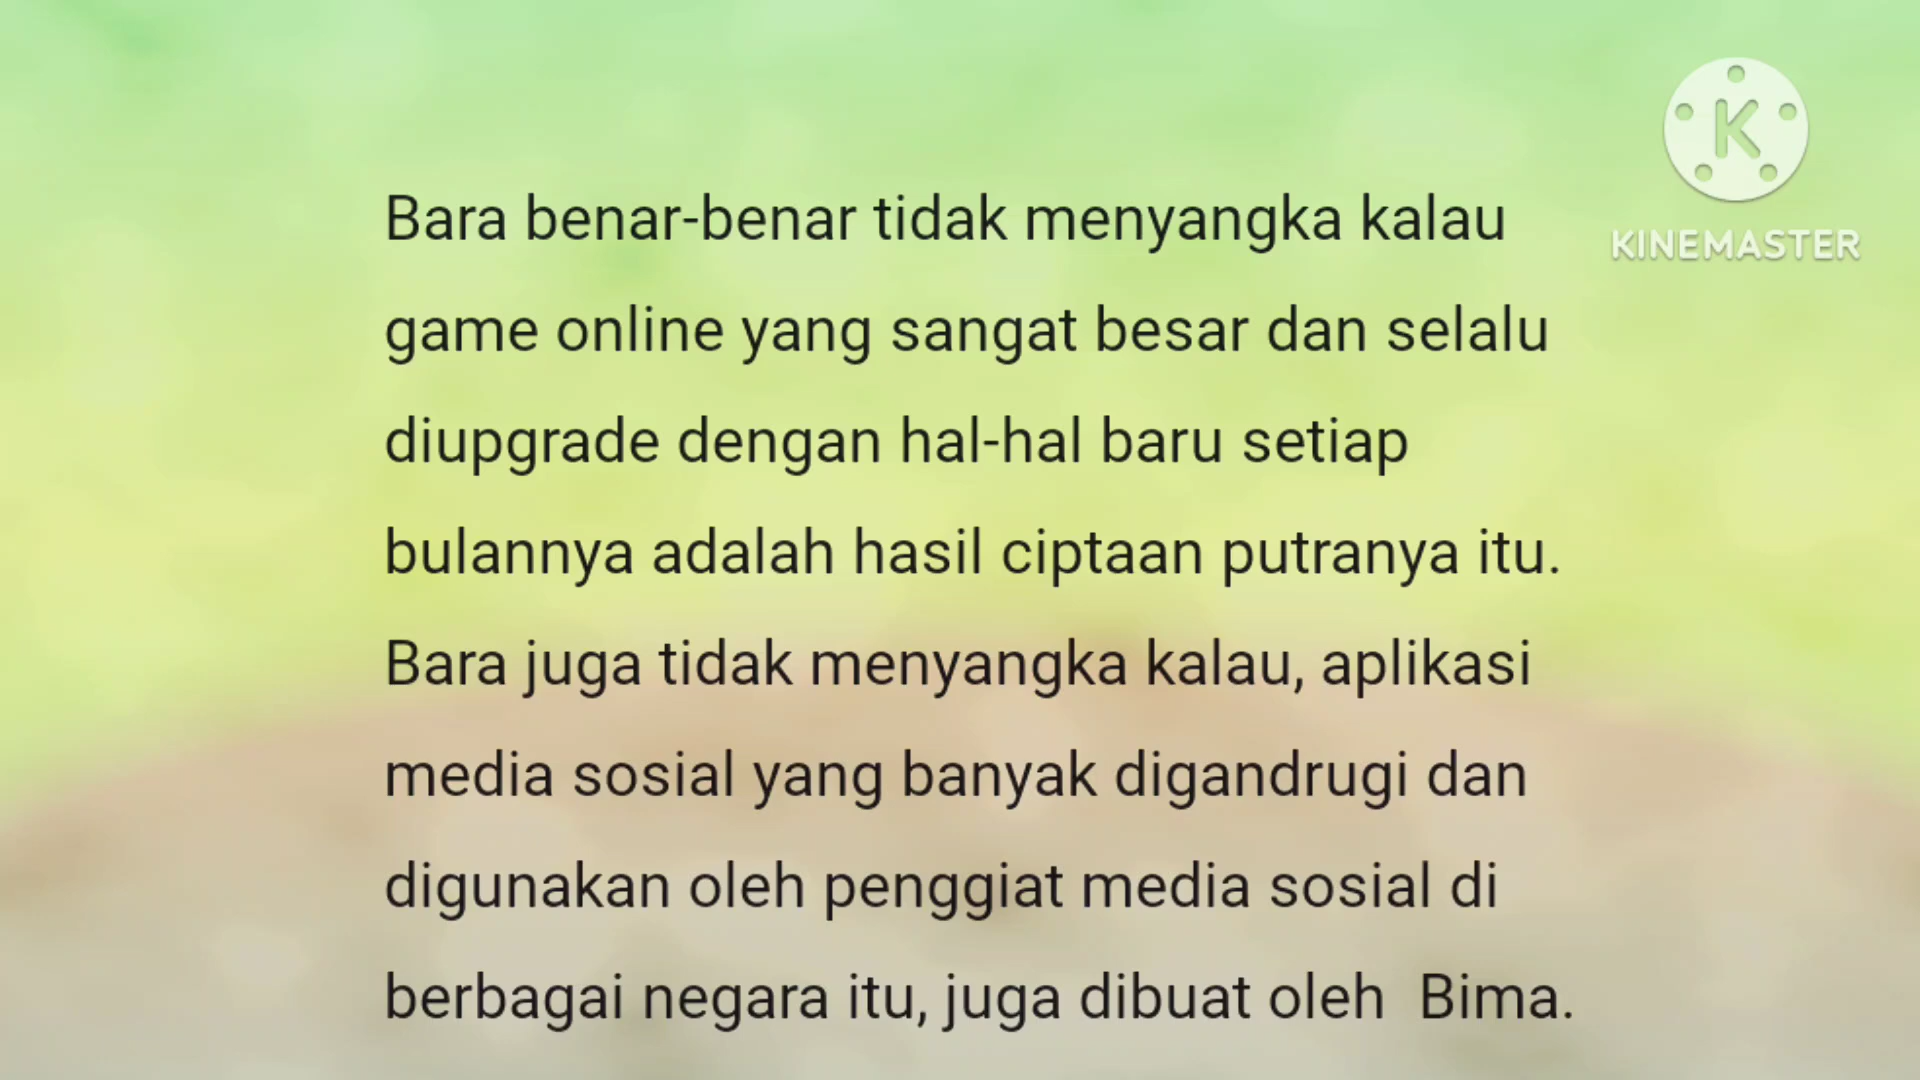 Bara benar-benar tidak menyangka kalau
game online yang sangat besar dan selalu
diupgrade dengan hal-hal baru setiap
bulannya adalah hasil ciptaan putranya itu.
Bara juga tidak menyangka kalau, aplikasi
media sosial yang banyak digandrugi dan
digunakan oleh penggiat media sosial di
berbagai negara itu, juga dibuat oleh  Bima.
K
KINEMASTER